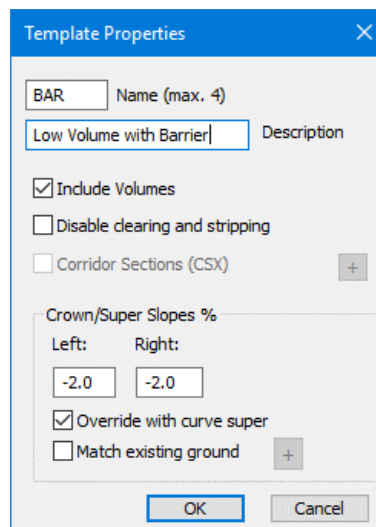 Template Properties
BAR Name (max. 4)
Low Volume with Barrier Description
Include Volumes
Disable clearing and stripping
Corridor Sections (CSX) +
Crown/Super Slopes %
Left: Right:
-2.0 -2.0
Override with curve super
Match existing ground +
OK Cancel